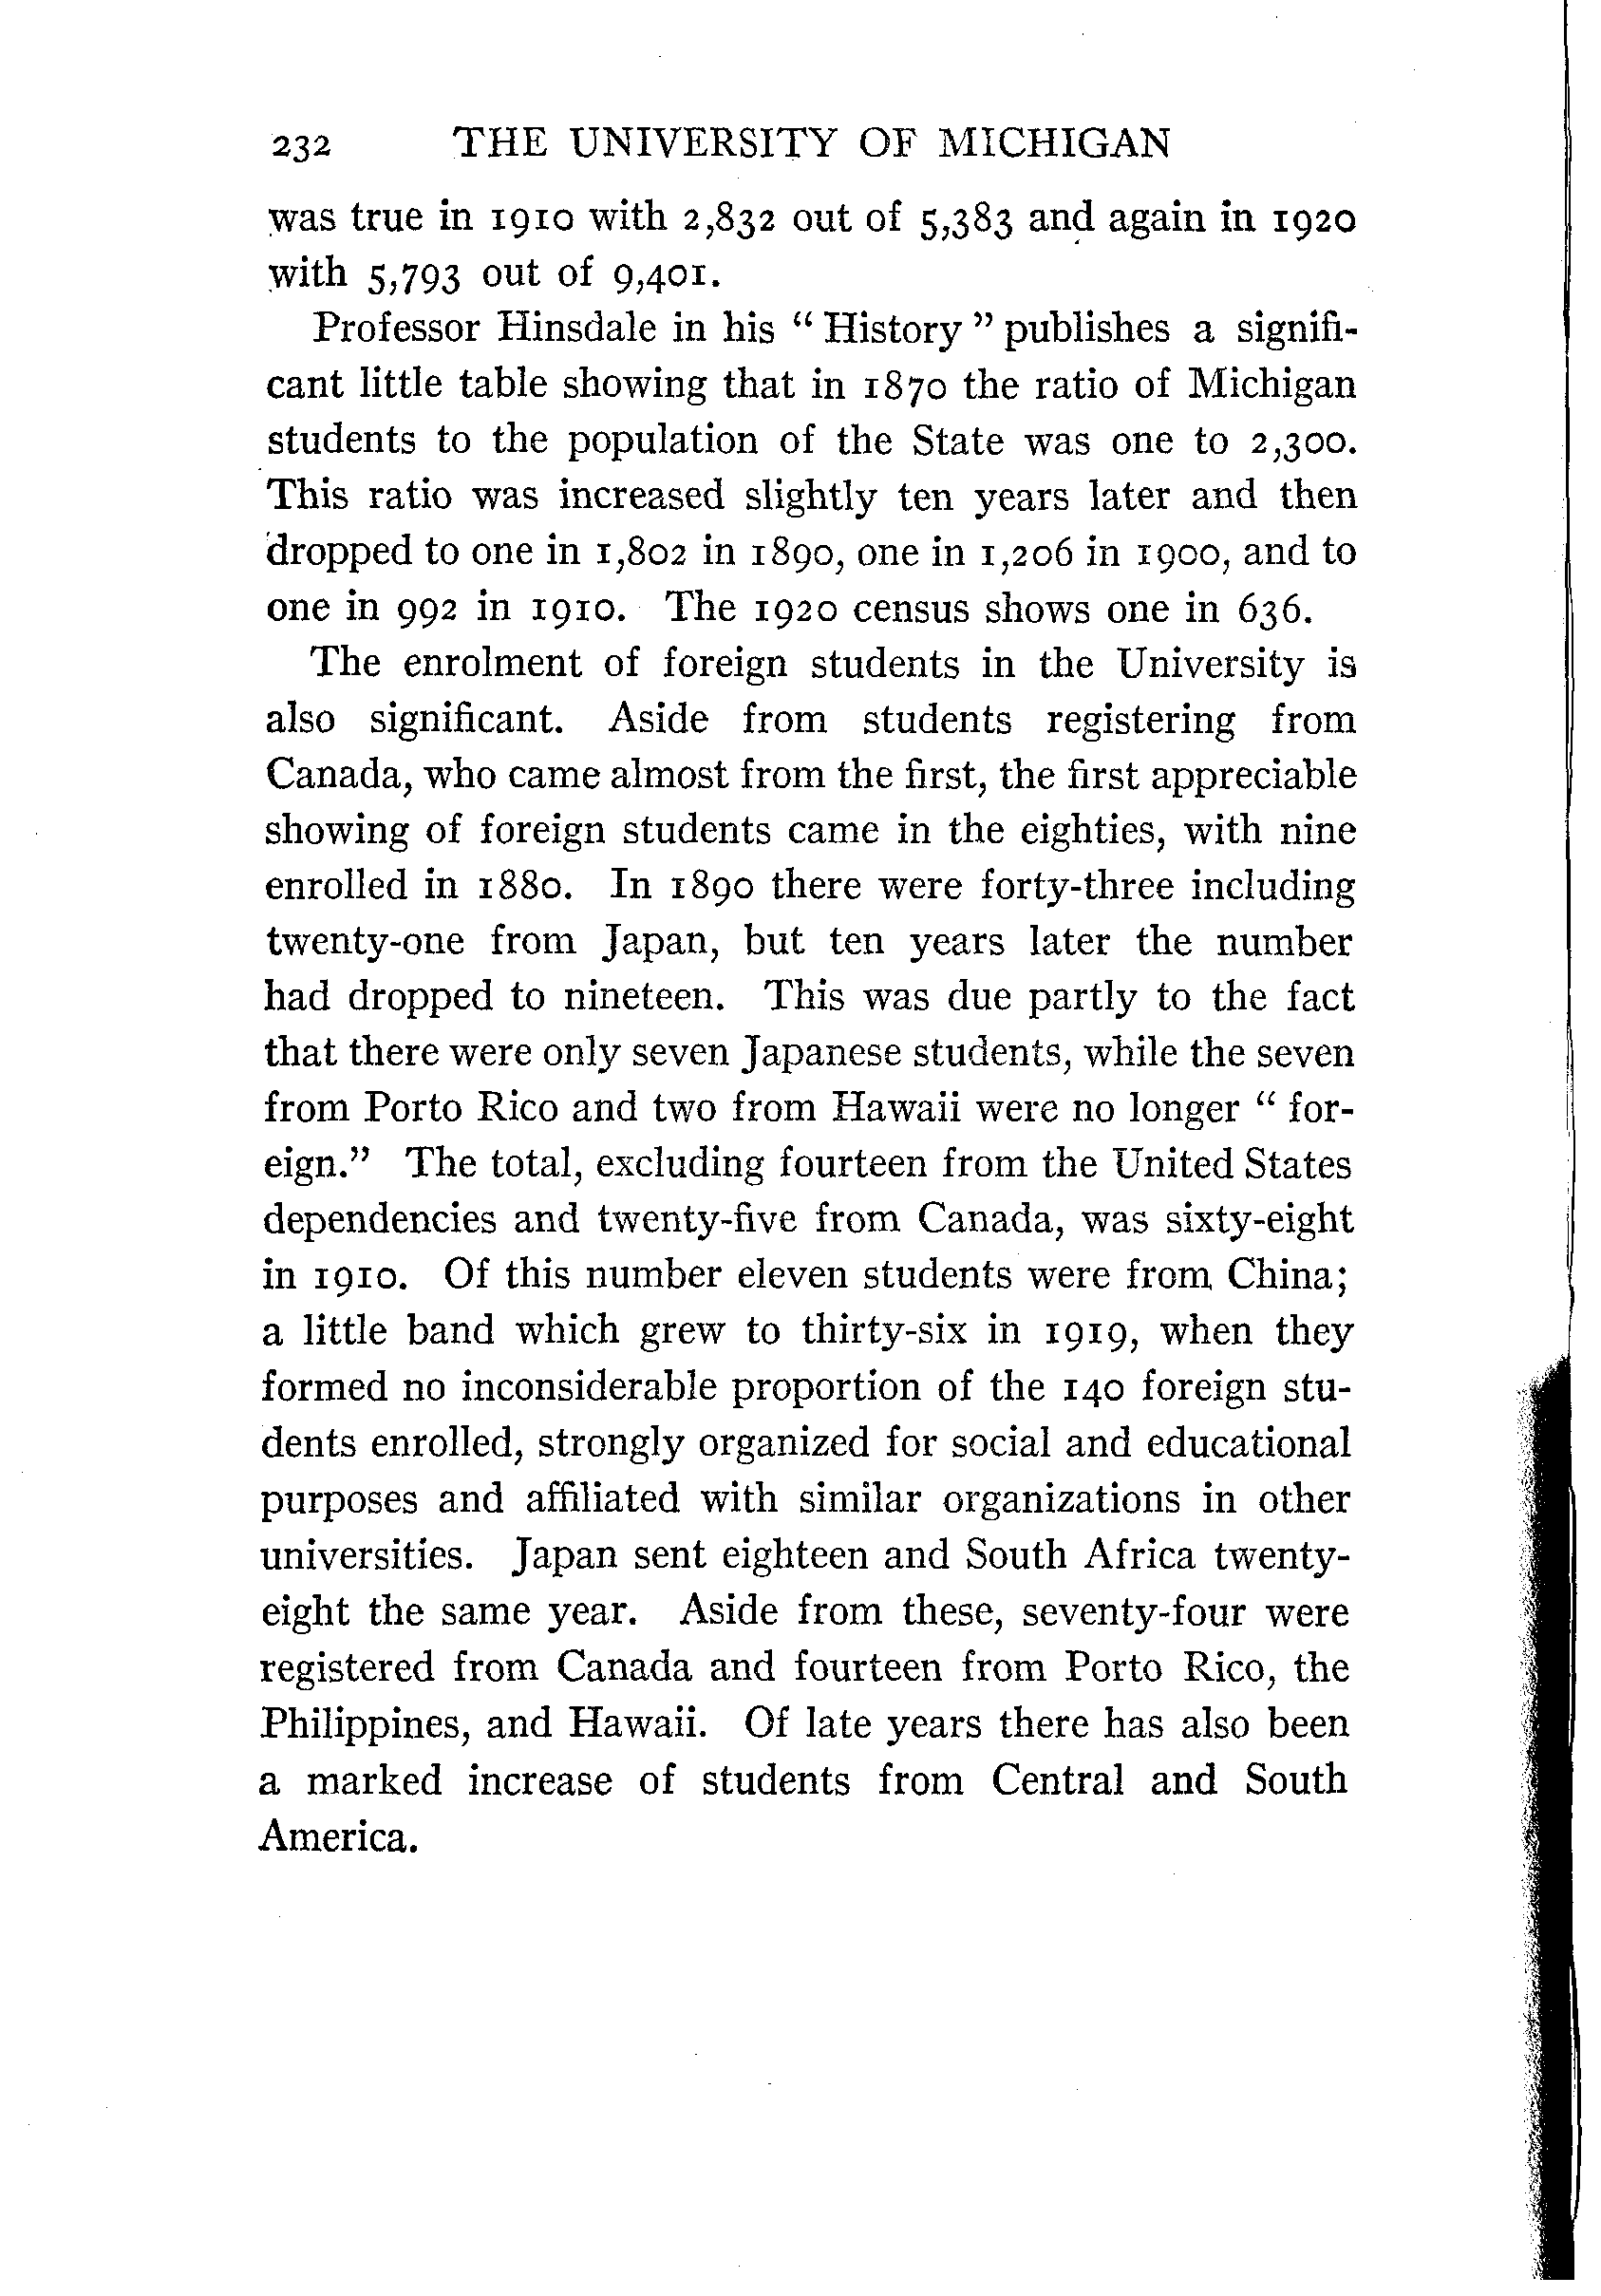 232 THE UNIVERSITY OF MICHIGAN
was true in 1910 with 2,832 out of 5,383 and again in 1920
with 5,793 out of 9,401.
Professor Hinsdale in his “ History ” publishes a signifi-
cant little table showing that in 1870 the ratio of Michigan
students to the population of the State was one to 2,300.
This ratio was increased slightly ten years later and then
dropped to one in 1,802 in 1890, one in 1,206 in 1900, and to
one in 992 in 1910. The 1920 census shows one in 636.
The enrolment of foreign students in the University is
also significant. Aside from students registering from
Canada, who came almost from the first, the first appreciable
showing of foreign students came in the eighties, with nine
enrolled in 1880. In 1890 there were forty-three including
twenty-one from Japan, but ten years later the number
had dropped to nineteen. This was due partly to the fact
that there were only seven Japanese students, while the seven
from Porto Rico and two from Hawaii were no longer “ for-
eign.” The total, excluding fourteen from the United States
dependencies and twenty-five from Canada, was sixty-eight
in 1910. Of this number eleven students were from China;
a little band which grew to thirty-six in 1919, when they
formed no inconsiderable proportion of the 140 foreign stu-
dents enrolled, strongly organized for social and educational
purposes and affiliated with similar organizations in other
universities. Japan sent eighteen and South Africa twenty-
eight the same year. Aside from these, seventy-four were
registered from Canada and fourteen from Porto Rico, the
Philippines, and Hawaii. Of late years there has also been
a marked increase of students from Central and South
America.